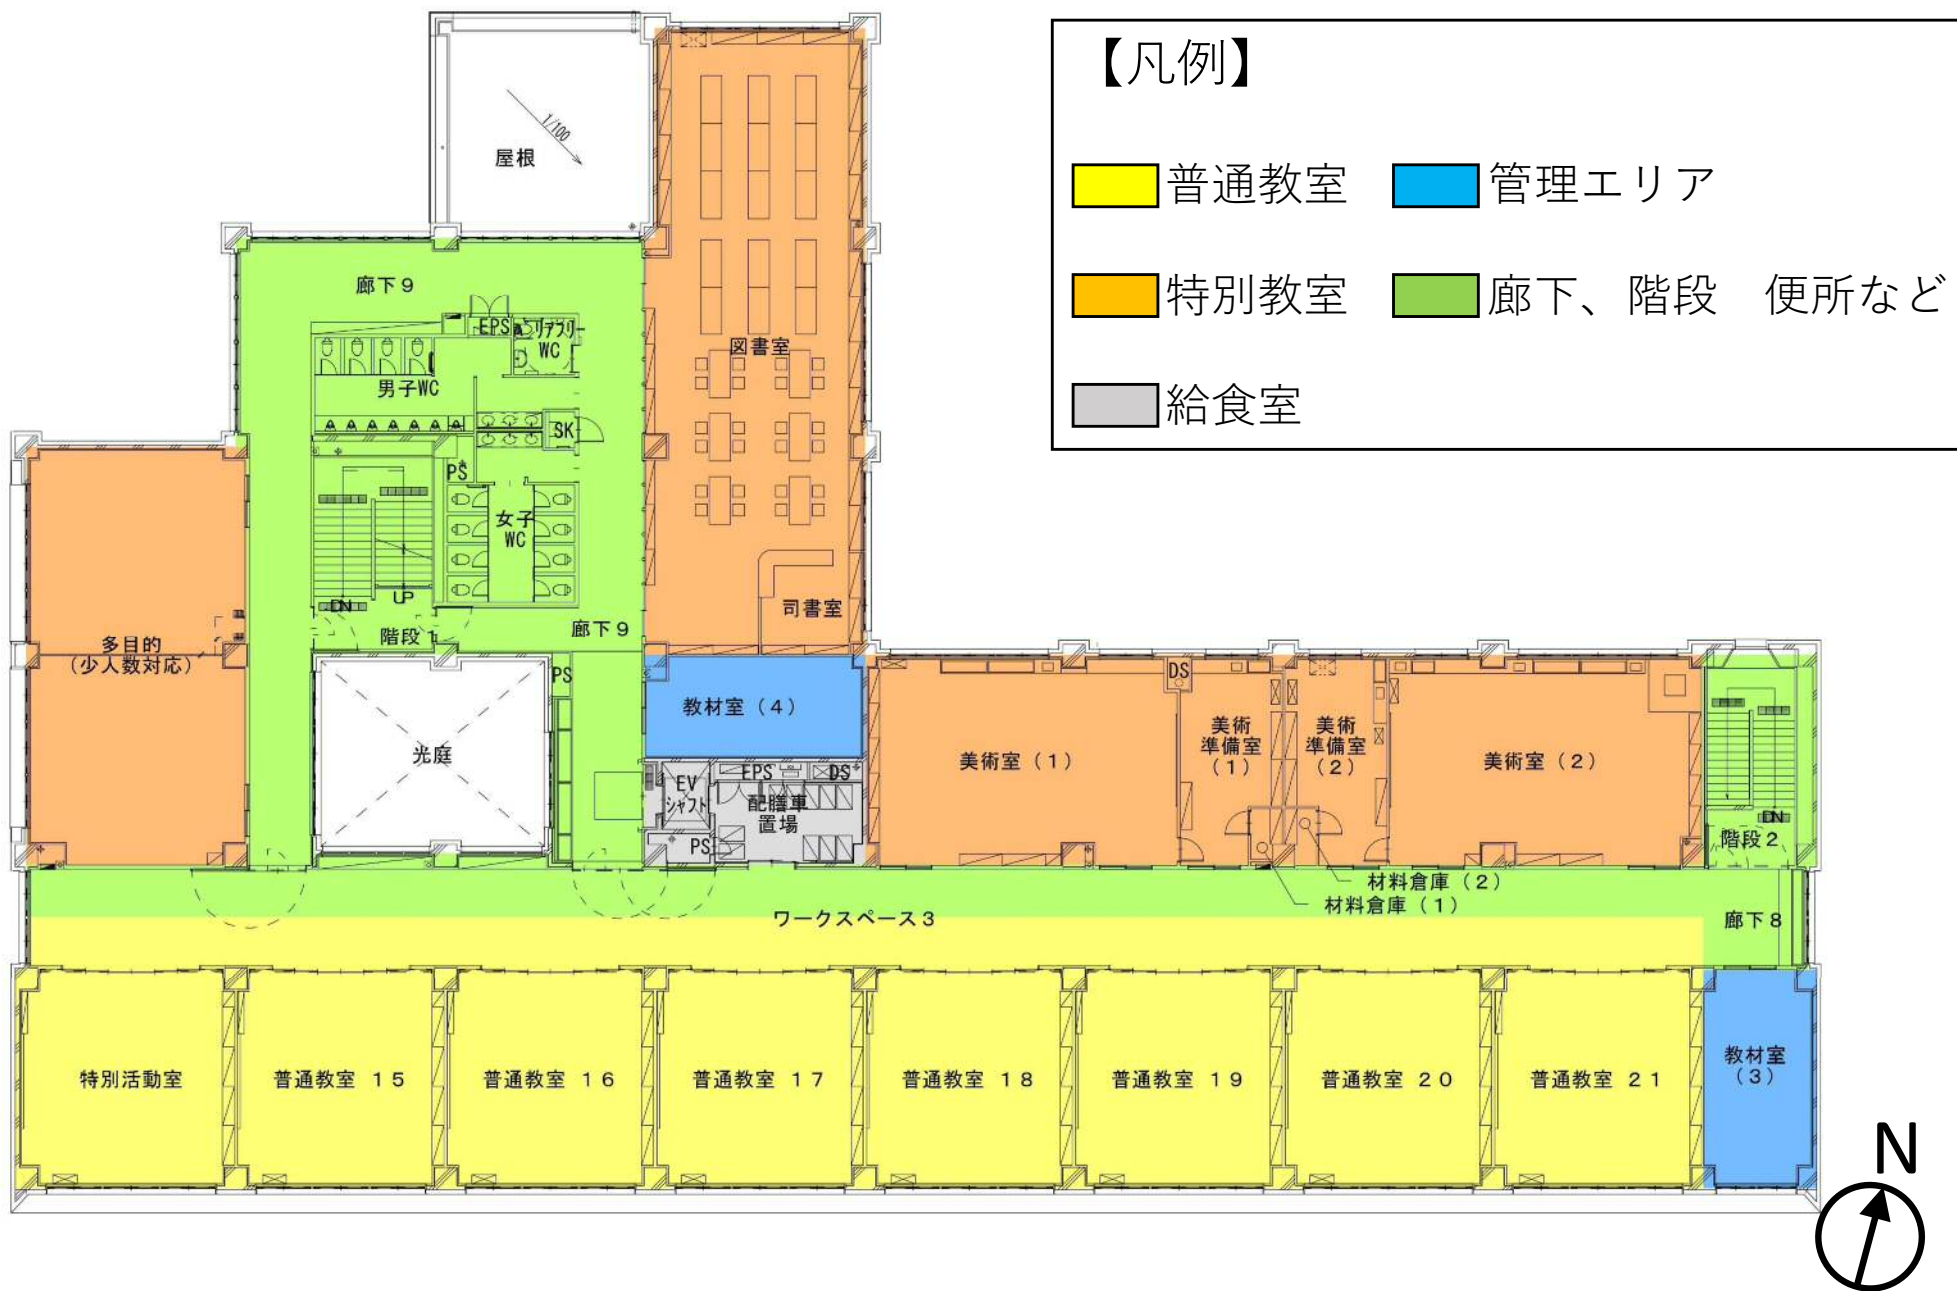 【凡例】
普通教室
管理エリア
特別教室
廊下、階段　便所など
給食室
1/100
屋根
廊下9
EPS
バリアフリー
WC
男子WC
SK
PS
女子
WC
図書室
司書室
DN
UP
階段1
廊下9
多目的
（少人数対応）
PS
光庭
教材室（4）
EV
シャフト
EPS
DS
配膳車
置場
PS
美術室（1）
DS
美術
準備室
（1）
美術
準備室
（2）
美術室（2）
DN
階段2
材料倉庫（2）
材料倉庫（1）
ワークスペース3
廊下8
特別活動室
普通教室 15
普通教室 16
普通教室 17
普通教室 18
普通教室 19
普通教室 20
普通教室 21
教材室
（3）
N